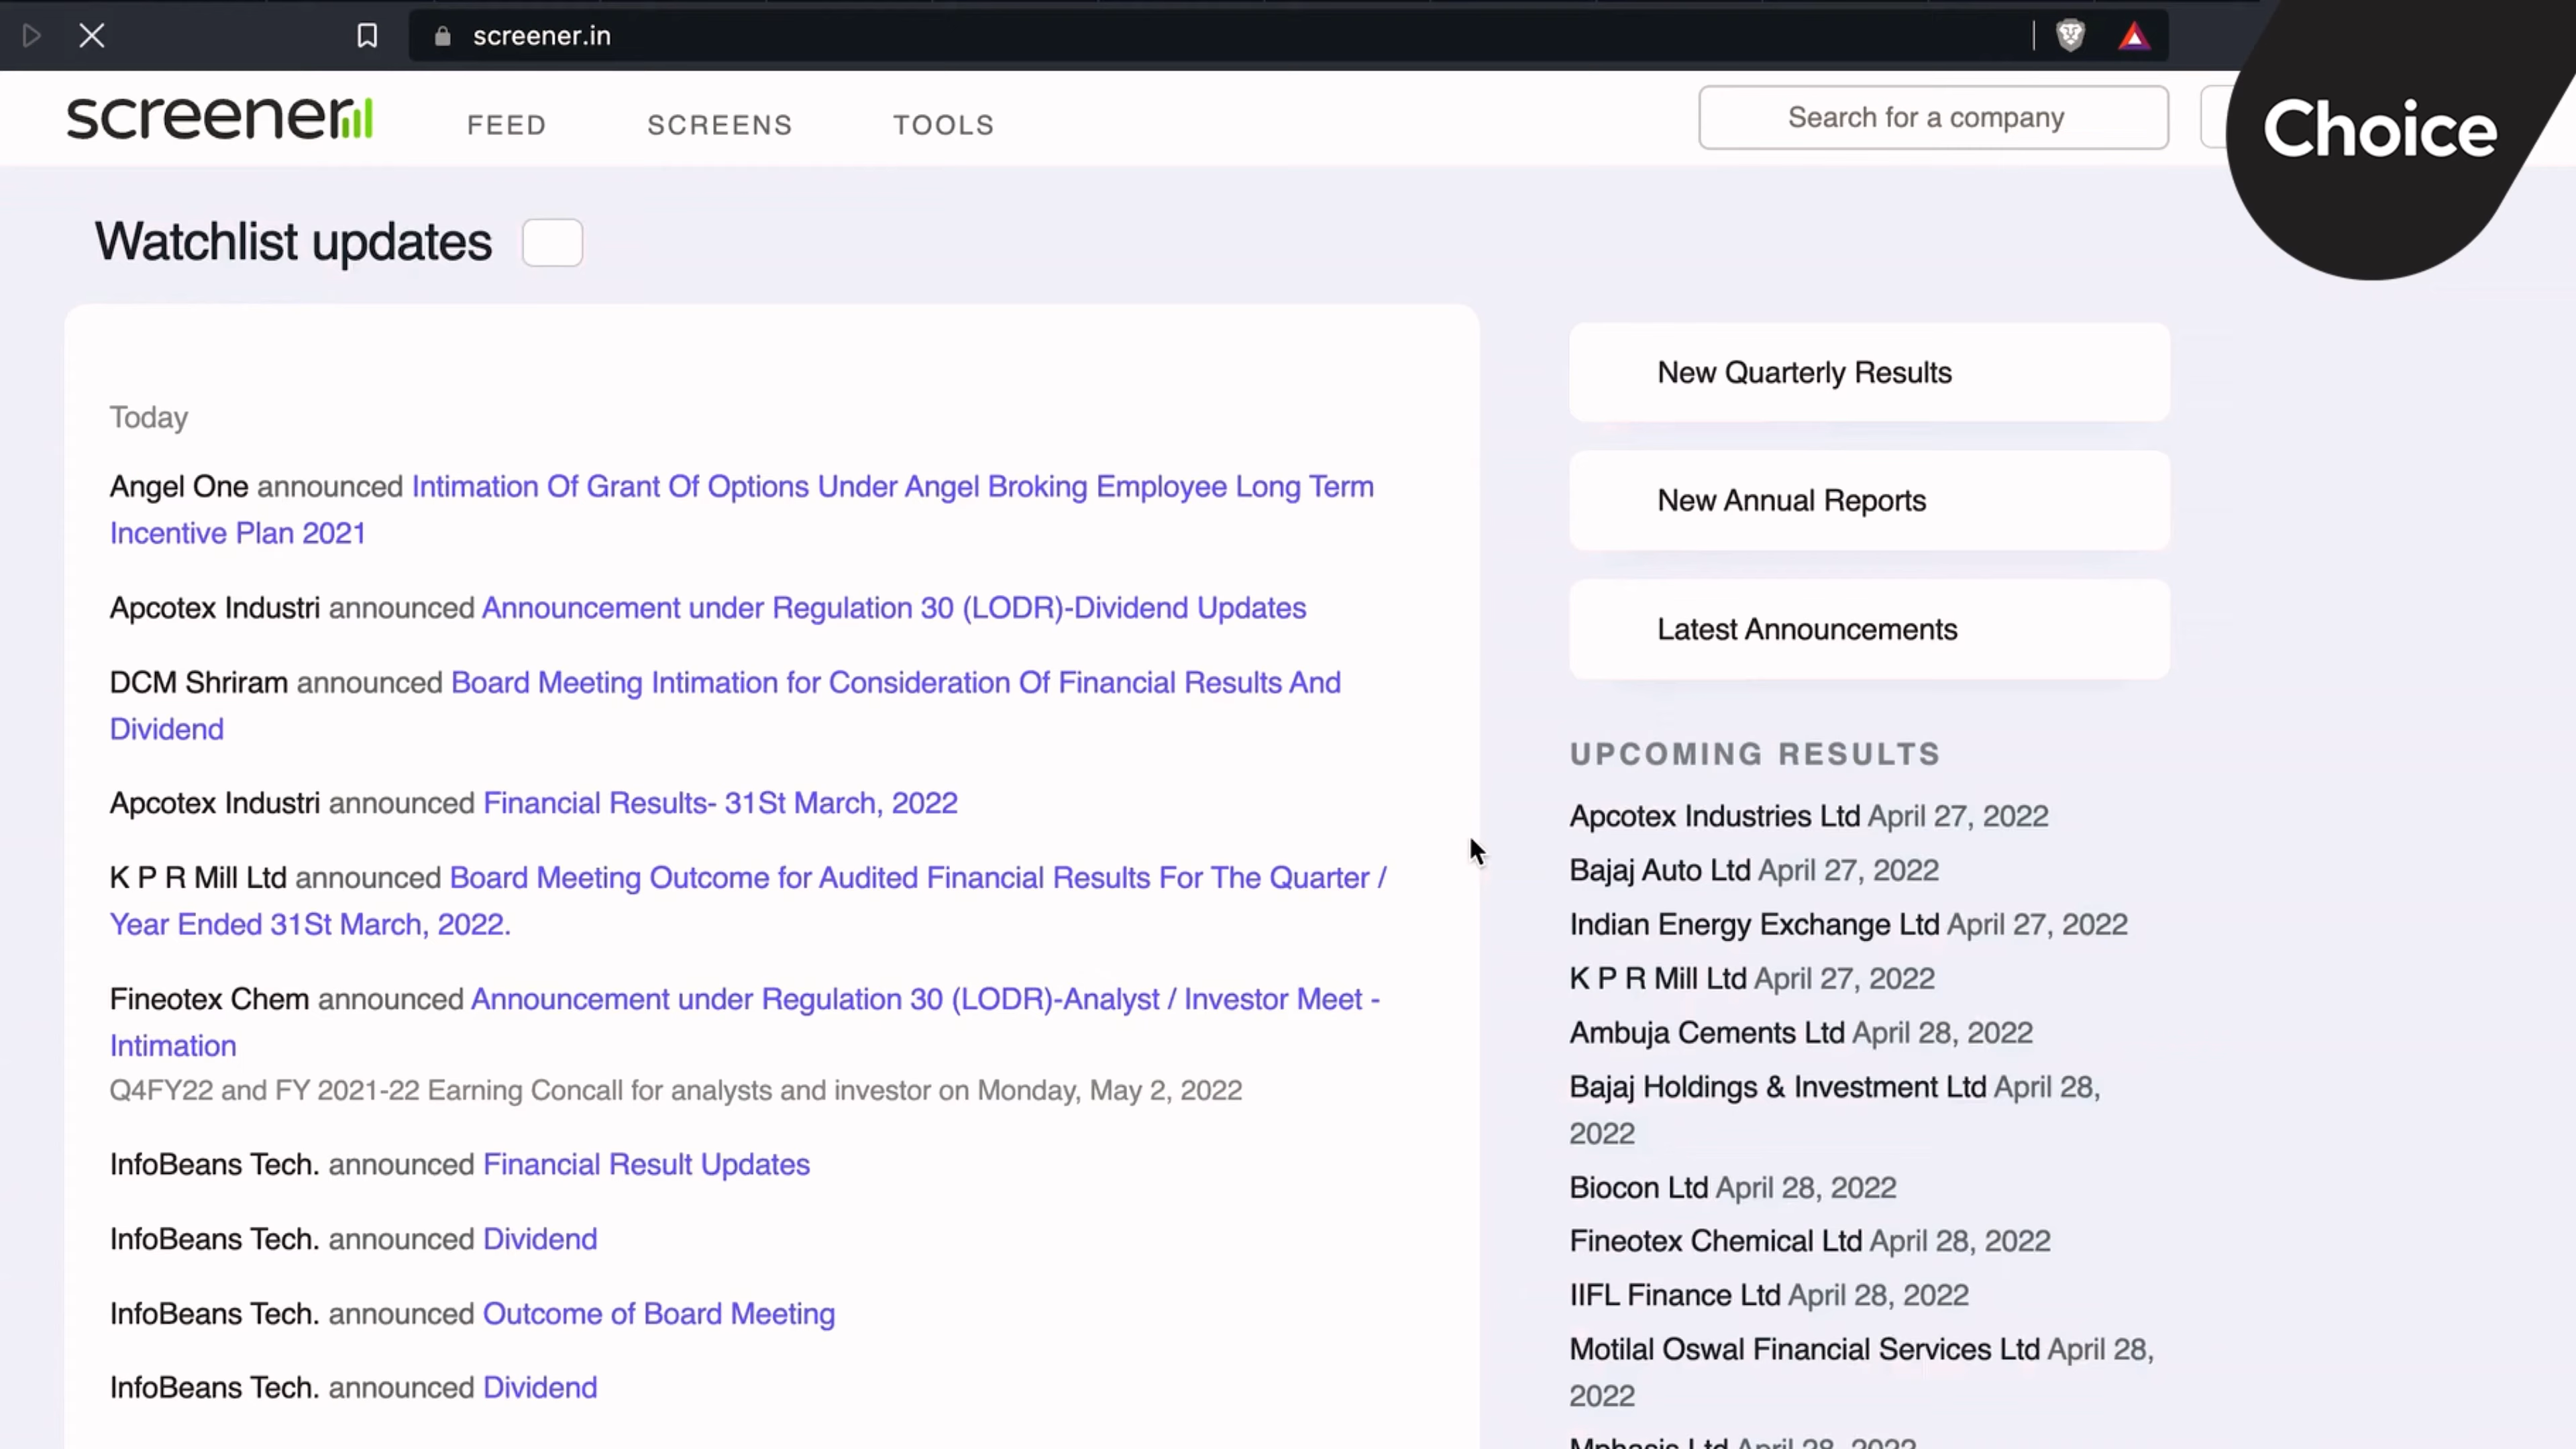 screener.in
screener
FEED
SCREENS
TOOLS
Search for a company
Choice
Watchlist updates
Today
Angel One announced Intimation Of Grant Of Options Under Angel Broking Employee Long Term
Incentive Plan 2021
Apcotex Industri announced Announcement under Regulation 30 (LODR)-Dividend Updates
DCM Shriram announced Board Meeting Intimation for Consideration Of Financial Results And
Dividend
Apcotex Industri announced Financial Results- 31St March, 2022
K P R Mill Ltd announced Board Meeting Outcome for Audited Financial Results For The Quarter /
Year Ended 31St March, 2022.
Fineotex Chem announced Announcement under Regulation 30 (LODR)-Analyst / Investor Meet -
Intimation
Q4FY22 and FY 2021-22 Earning Concall for analysts and investor on Monday, May 2, 2022
InfoBeans Tech. announced Financial Result Updates
InfoBeans Tech. announced Dividend
InfoBeans Tech. announced Outcome of Board Meeting
InfoBeans Tech. announced Dividend
New Quarterly Results
New Annual Reports
Latest Announcements
UPCOMING RESULTS
Apcotex Industries Ltd April 27, 2022
Bajaj Auto Ltd April 27, 2022
Indian Energy Exchange Ltd April 27, 2022
K P R Mill Ltd April 27, 2022
Ambuja Cements Ltd April 28, 2022
Bajaj Holdings & Investment Ltd April 28,
2022
Biocon Ltd April 28, 2022
Fineotex Chemical Ltd April 28, 2022
IIFL Finance Ltd April 28, 2022
Motilal Oswal Financial Services Ltd April 28,
2022
Mphasis Ltd April 28, 2022